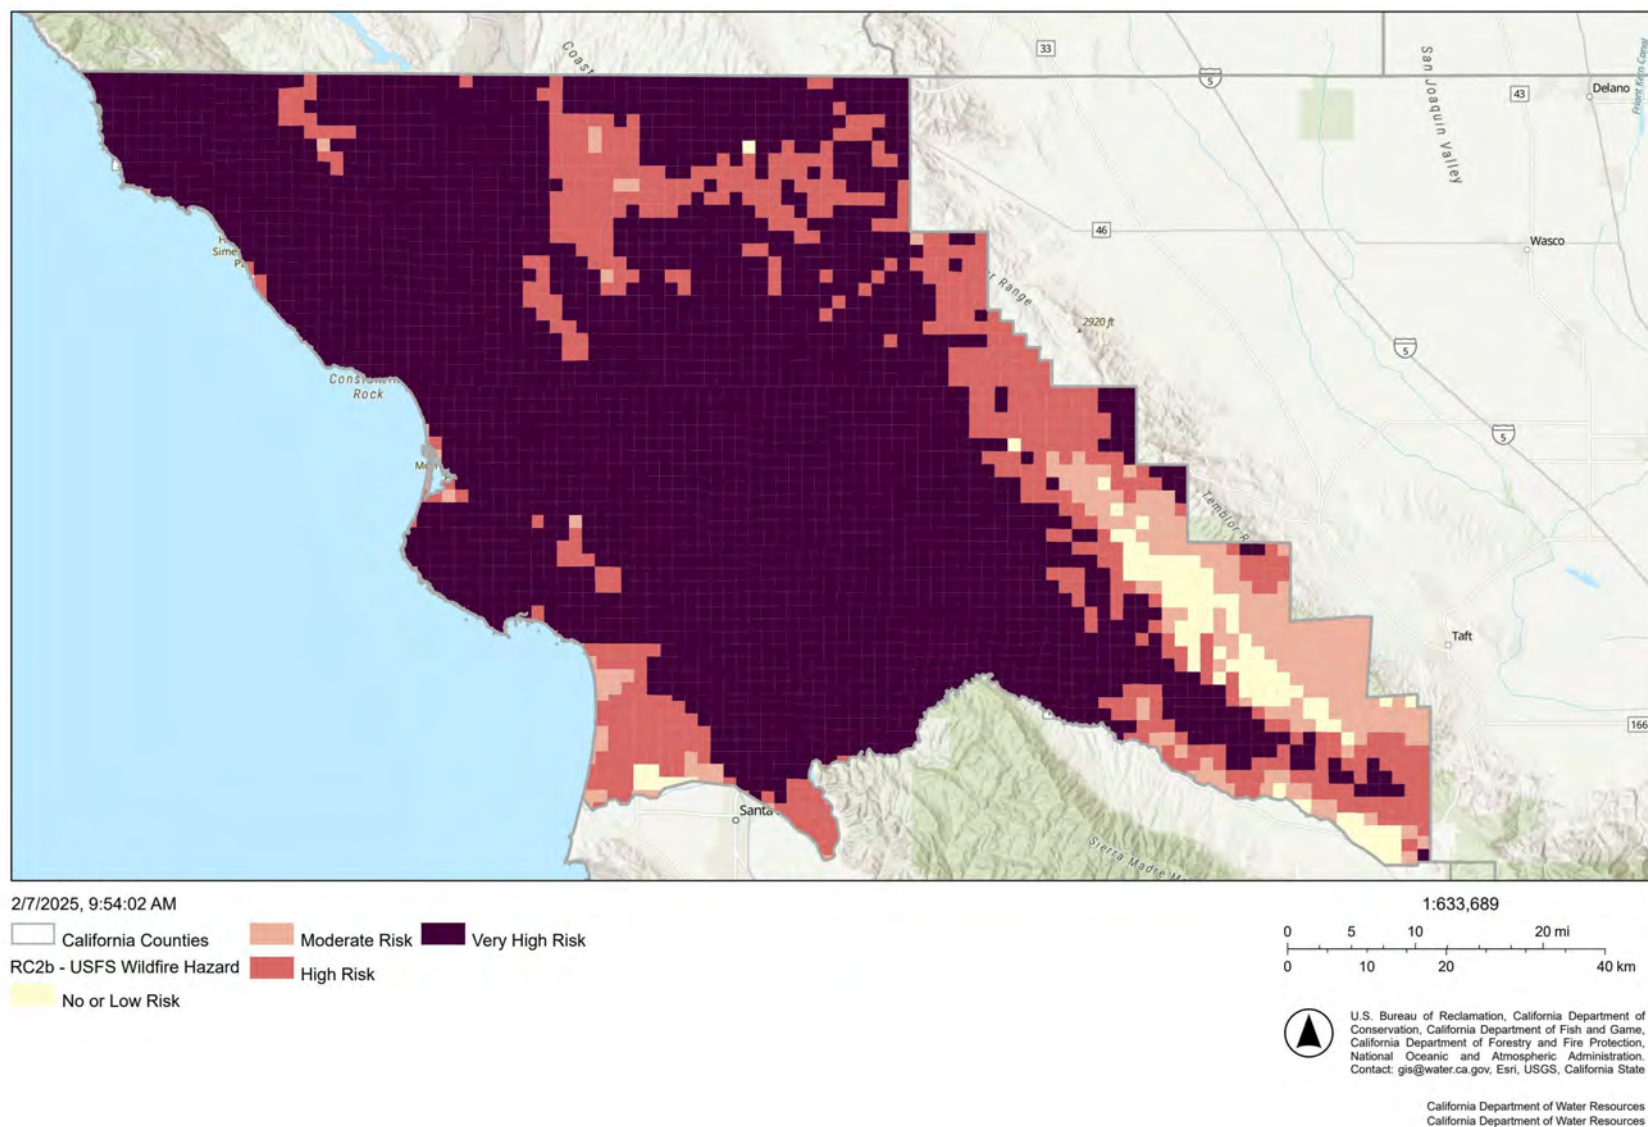 Coast
33
5
43
Delano
San Joaquin Valley
Friant Kern Canal
46
Wasco
Range
2920 ft
Sime
5
Rock
5
Temblor R
Taft
166
Santa
Sierra Madre M
2/7/2025, 9:54:02 AM
California Counties
RC2b - USFS Wildfire Hazard
No or Low Risk
Moderate Risk
High Risk
Very High Risk
1:633,689
0 5 10 20 mi
0 10 20 40 km
U.S. Bureau of Reclamation, California Department of
Conservation, California Department of Fish and Game,
California Department of Forestry and Fire Protection,
National Oceanic and Atmospheric Administration.
Contact: gis@water.ca.gov, Esri, USGS, California State
California Department of Water Resources
California Department of Water Resources